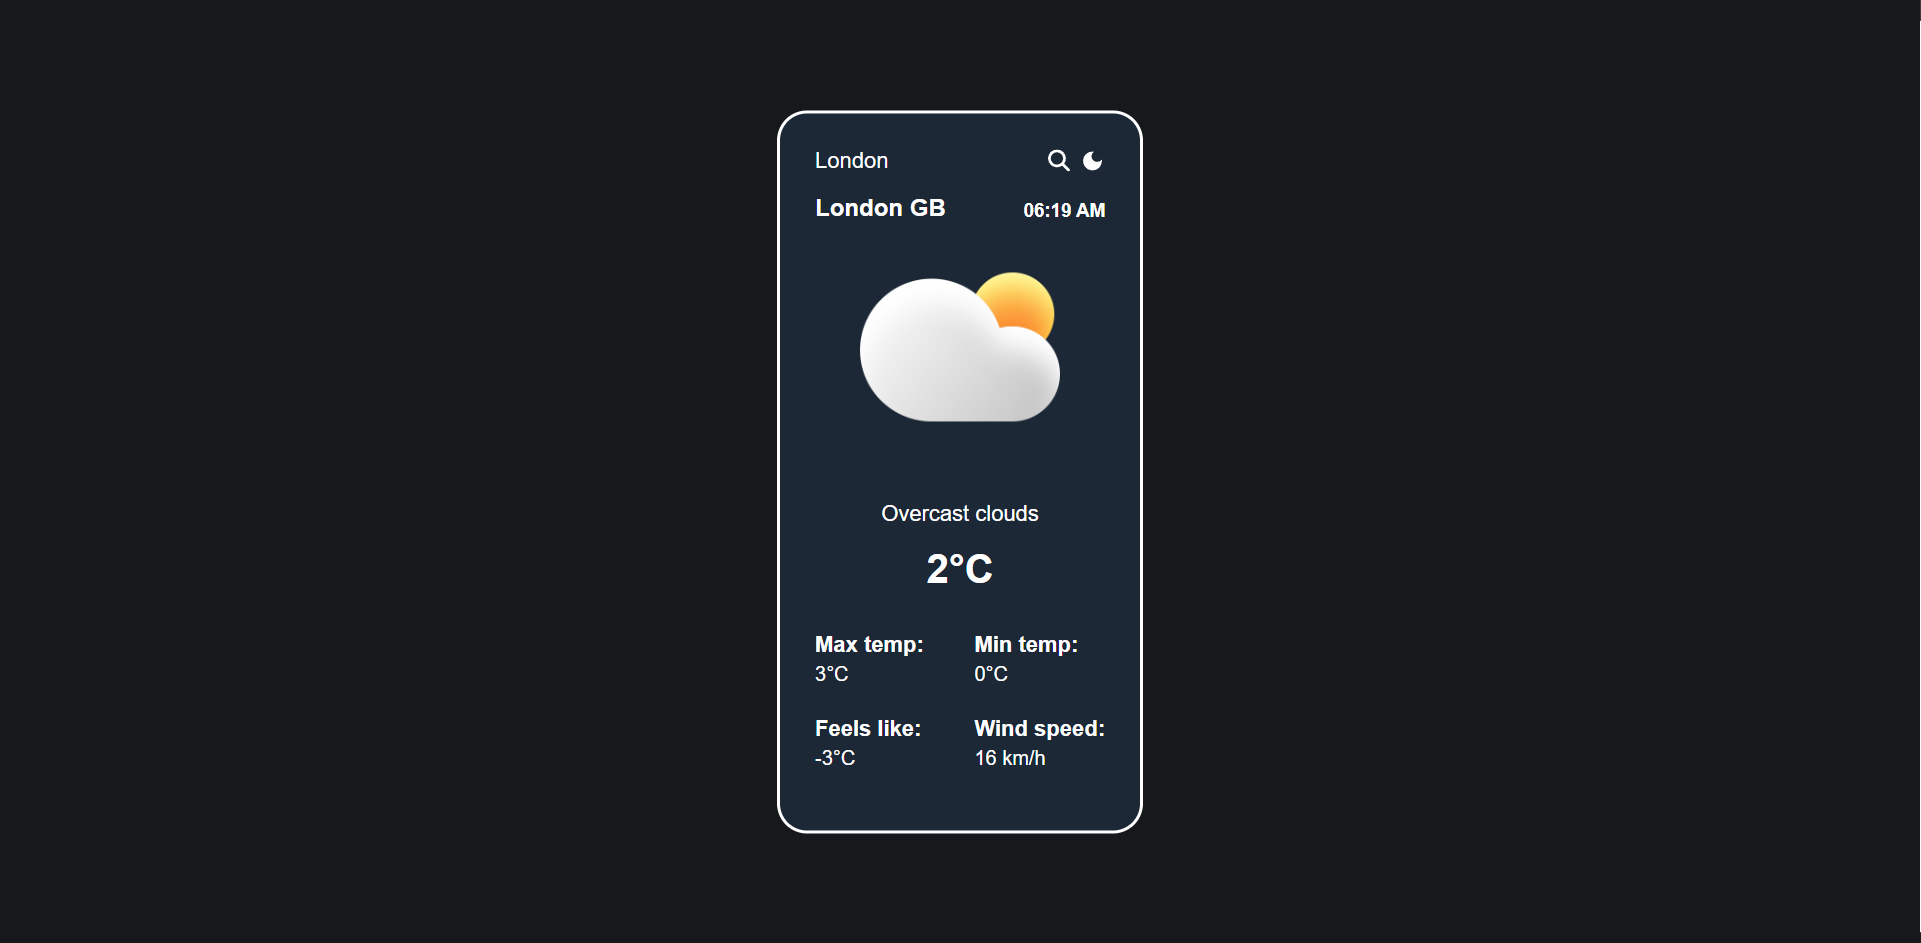 London
London GB 06:19 AM
Overcast clouds
2°C
Max temp: Min temp:
3°C 0°C
Feels like: Wind speed:
-3°C 16 km/h